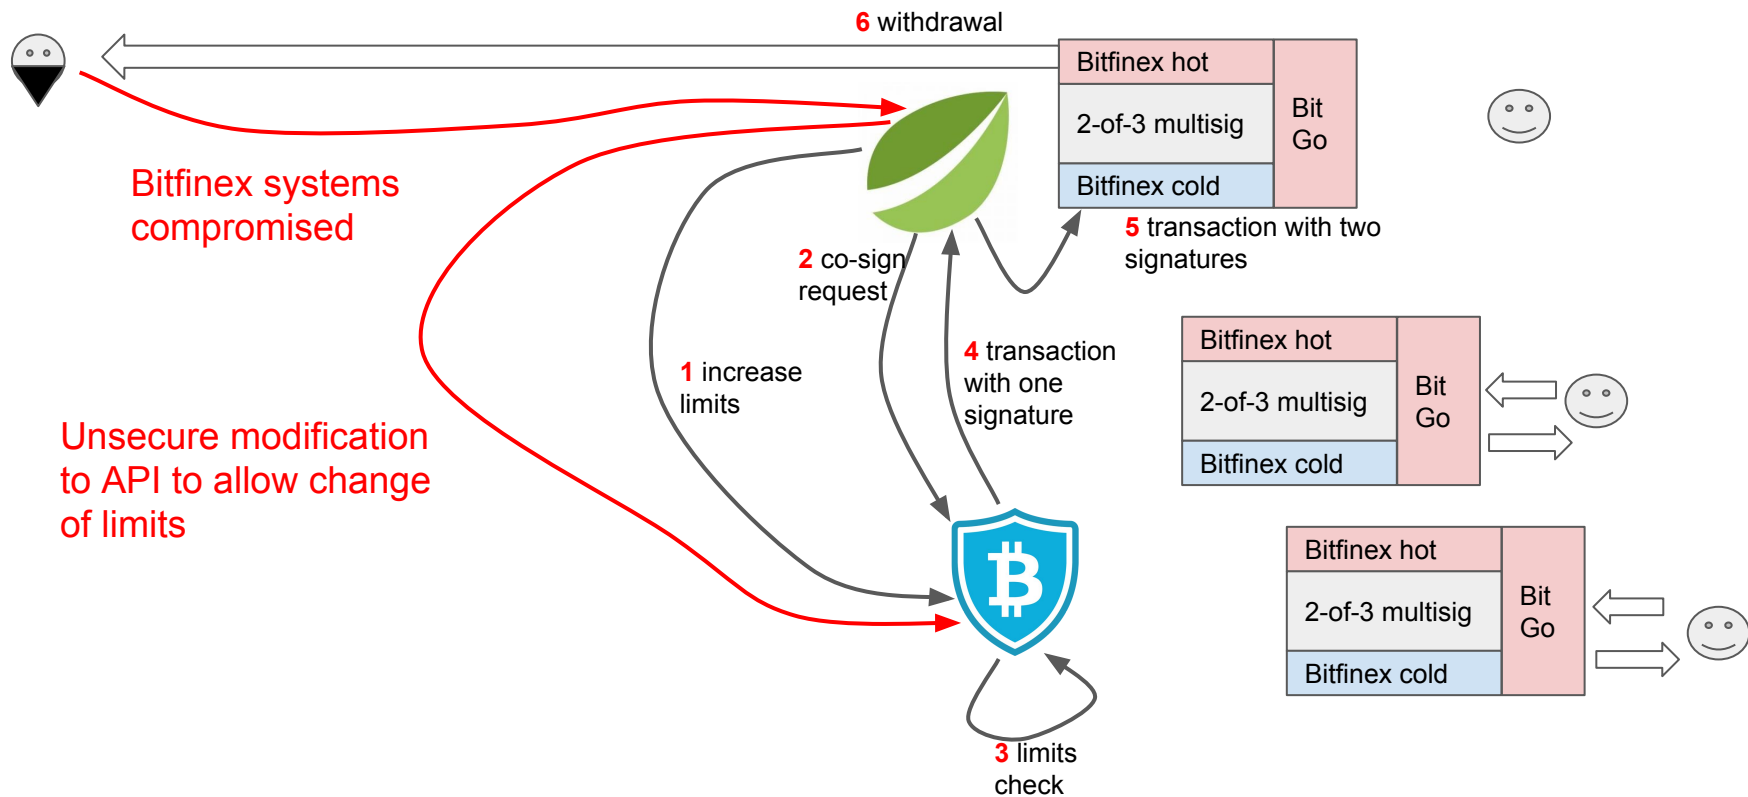 6 withdrawal
Bitfinex hot
2-of-3 multisig
Bitfinex cold
Bit
Go
Bitfinex systems
compromised
5 transaction with two
signatures
2 co-sign
request
1 increase
limits
4 transaction
with one
signature
Bitfinex hot
2-of-3 multisig
Bitfinex cold
Bit
Go
Unsecure modification
to API to allow change
of limits
Bitfinex hot
2-of-3 multisig
Bitfinex cold
Bit
Go
3 limits
check